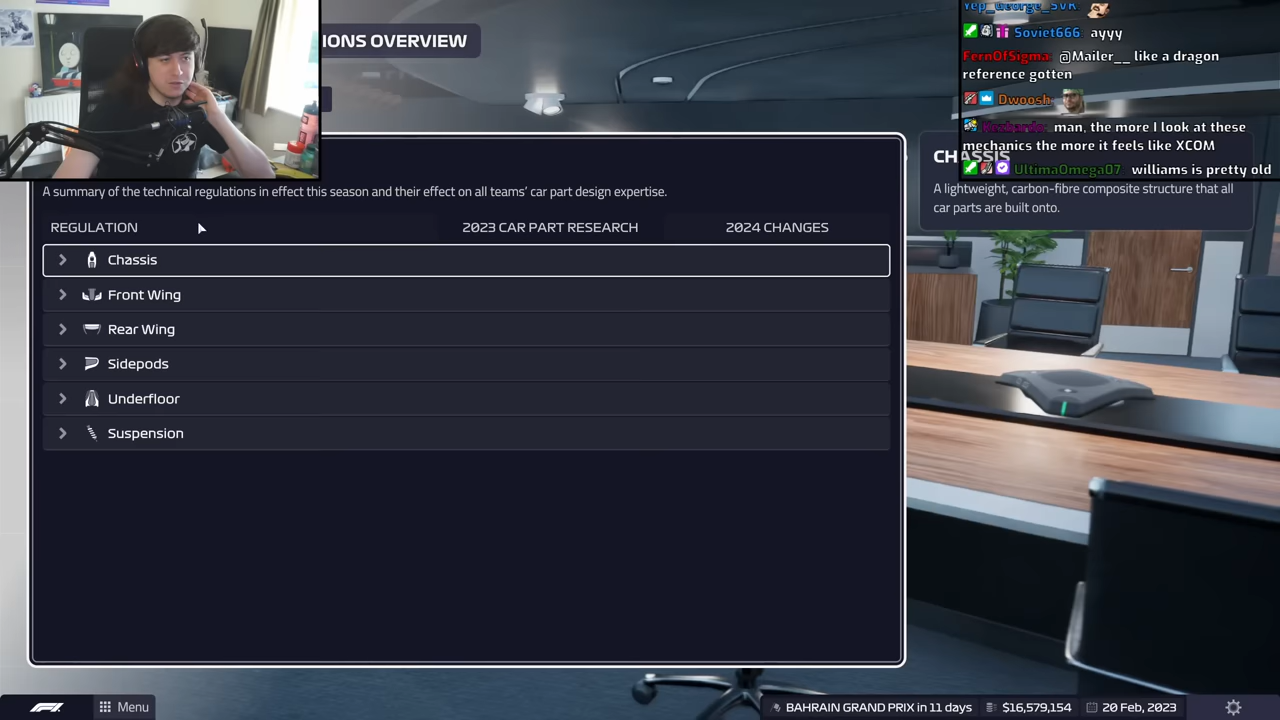 IONS OVERVIEW
A summary of the technical regulations in effect this season and their effect on all teams' car part design expertise.
REGULATION
2023 CAR PART RESEARCH
2024 CHANGES
Chassis
Front Wing
Rear Wing
Sidepods
Underfloor
Suspension
Yep_George_SVK:
Soviet666 ayyy
FernOfSigma: @Mailer__ like a dragon
reference gotten
Dwoosh:
man, the more I look at these
mechanics the more it feels like XCOM
UltimaOmega07 williams is pretty old
CHASSIS
A lightweight, carbon-fibre composite structure that all
car parts are built onto.
Menu
BAHRAIN GRAND PRIX in 11 days
$16,579,154
20 Feb, 2023